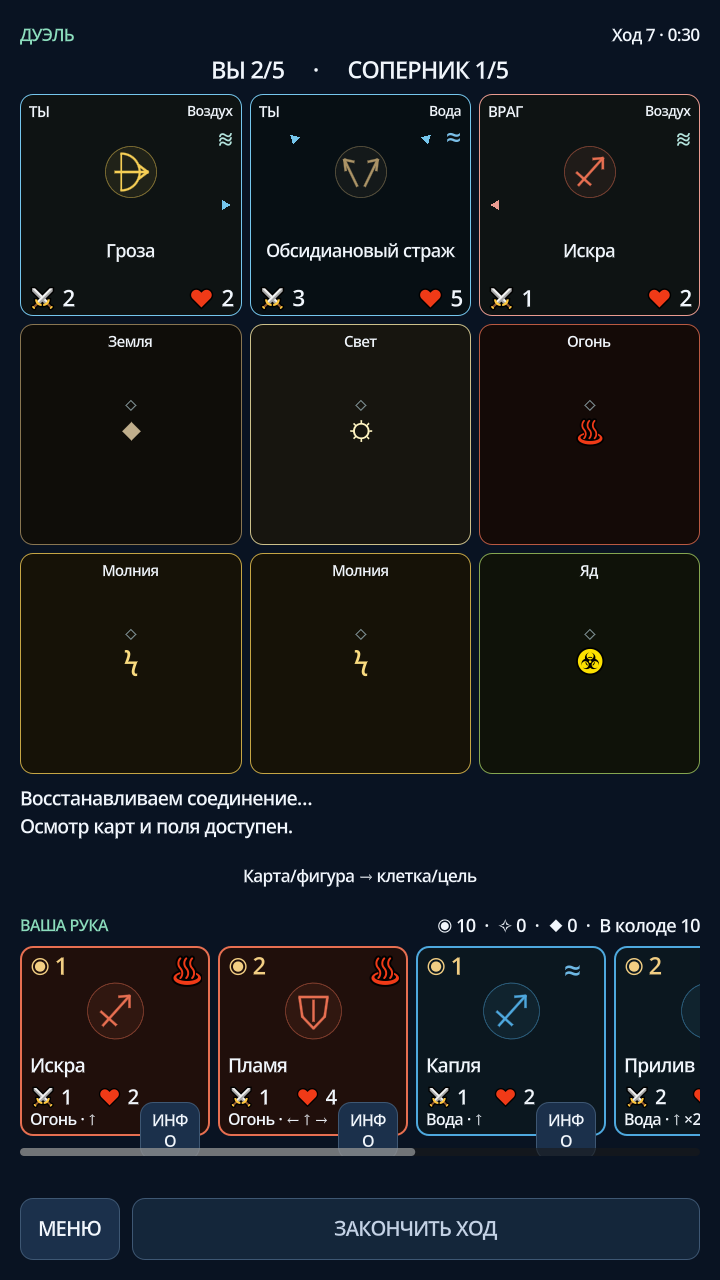 ДУЭЛЬ
Ход 7 · 0:30
ВЫ 2/5 · СОПЕРНИК 1/5
ТЫ Воздух
Гроза
2 2
ТЫ Вода
Обсидиановый страж
3 5
ВРАГ Воздух
Искра
1 2
Земля
Свет
Огонь
Молния
Молния
Яд
Восстанавливаем соединение...
Осмотр карт и поля доступен.
Карта/фигура → клетка/цель
ВАША РУКА
◉ 10 · ✧ 0 · ◆ 0 · В колоде 10
◉ 1
Искра
1 2
Огонь · ↑
ИНФ
О
◉ 2
Пламя
1 4
Огонь · ← ↑ →
ИНФ
О
◉ 1
Капля
1 2
Вода · ↑
ИНФ
О
◉ 2
Прилив
2
Вода · ↑ ×2
МЕНЮ
ЗАКОНЧИТЬ ХОД